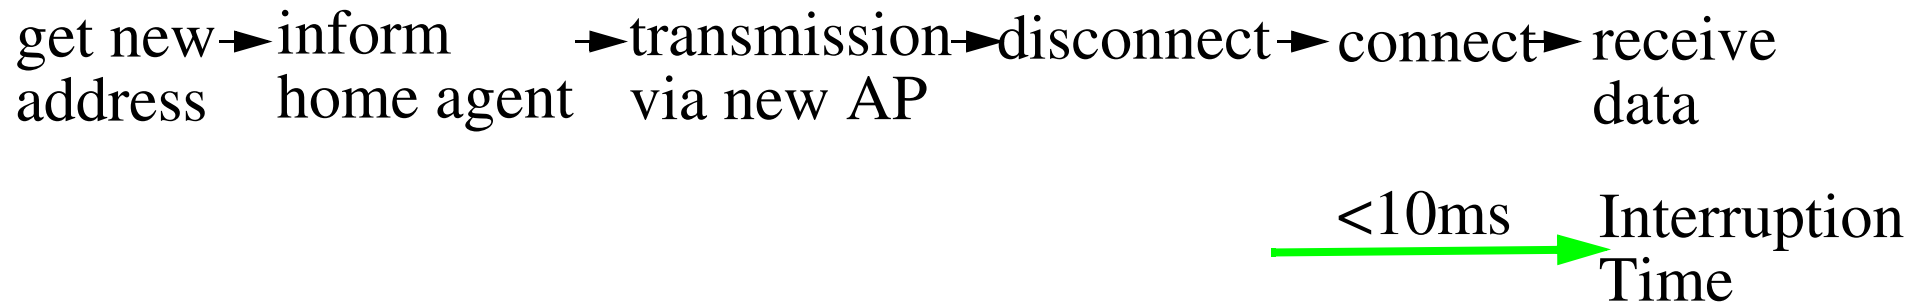 get new
address
inform
home agent
transmission
via new AP
disconnect
connect
receive
data
<10ms
Interruption
Time